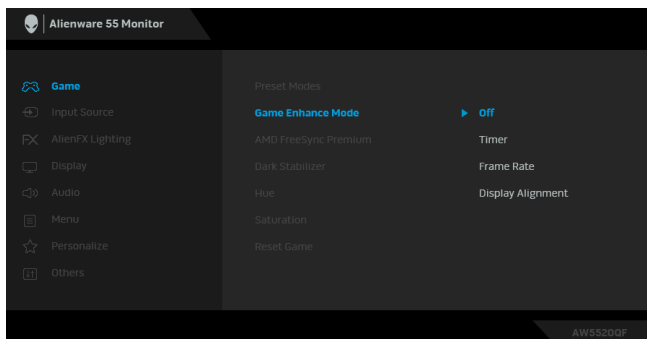 Alienware 55 Monitor
Game
Input Source
FX AlienFX Lighting
Display
Audio
Menu
Personalize
Others
Preset Modes
Game Enhance Mode
AMD FreeSync Premium
Dark Stabilizer
Hue
Saturation
Reset Game
Off
Timer
Frame Rate
Display Alignment
AW5520QF